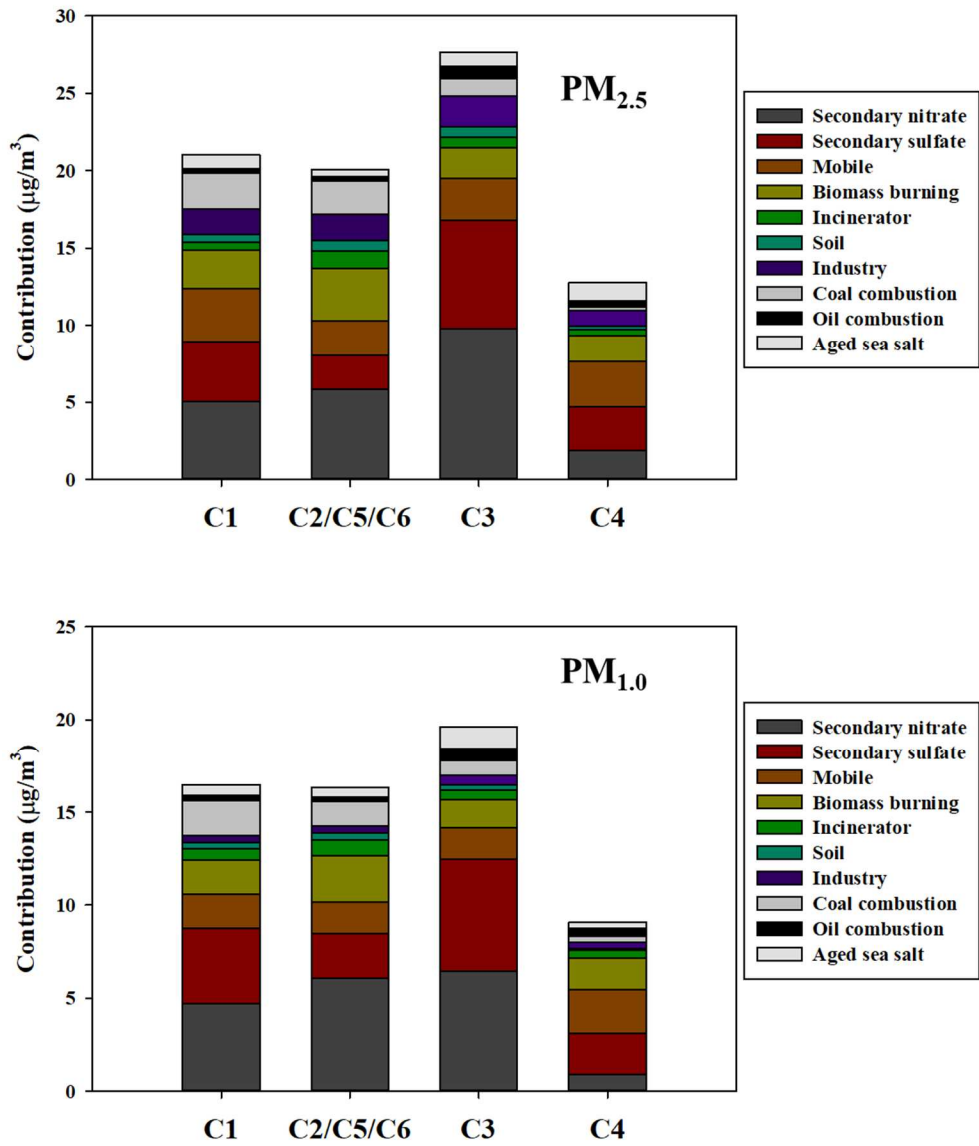 30
25
20
15
10
5
0
Contribution (μg/m³)
PM2.5
C1 C2/C5/C6 C3 C4
Secondary nitrate
Secondary sulfate
Mobile
Biomass burning
Incinerator
Soil
Industry
Coal combustion
Oil combustion
Aged sea salt
25
20
15
10
5
0
Contribution (μg/m³)
PM1.0
C1 C2/C5/C6 C3 C4
Secondary nitrate
Secondary sulfate
Mobile
Biomass burning
Incinerator
Soil
Industry
Coal combustion
Oil combustion
Aged sea salt